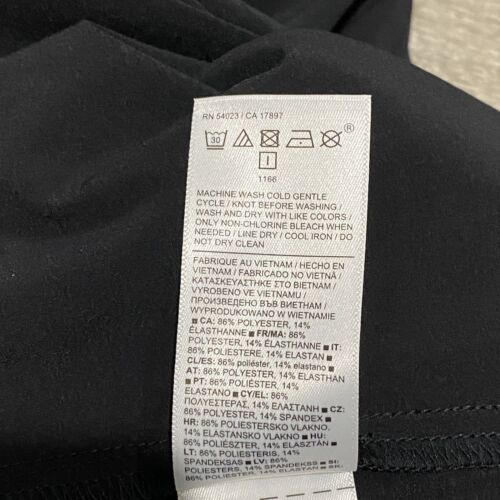 RN 54023 / CA 17897
30
®
I
1166
MACHINE WASH COLD GENTLE
CYCLE / KNOT BEFORE WASHING /
WASH AND DRY WITH LIKE COLORS /
ONLY NON-CHLORINE BLEACH WHEN
NEEDED / LINE DRY / COOL IRON / DO
NOT DRY CLEAN
FABRIQUE AU VIETNAM / HECHO EN
VIETNAM / FABRICADO NO VIETNÃ /
ΚΑΤΑΣΚΕΥΑΣΤΗΚΕ ΣΤΟ ΒΙΕΤΝΑΜ /
VYROBENO VE VIETNAMU /
ПРОИЗВЕДЕНО ВЪВ ВИЕТНАМ /
WYPRODUKOWANO W WIETNAMIE
■ CA: 86% POLYESTER, 14%
ÉLASTHANNE ■ FR/MA: 86%
POLYESTER, 14% ÉLASTHANNE ■ IT:
86% POLIESTERE, 14% ELASTAN ■
CL/ES: 86% poliéster, 14% elastano ■
AT: 86% POLYESTER, 14% ELASTHAN
■ PT: 86% POLIÉSTER, 14%
ELASTANO ■ CY/EL: 86%
ΠΟΛΥΕΣΤΕΡΑΣ, 14% ΕΛΑΣΤΑΝΗ ■ CZ:
86% POLYESTER, 14% SPANDEX ■
HR: 86% POLIESTERSKO VLAKNO,
14% ELASTANSKO VLAKNO ■ HU:
86% POLIÉSZTER, 14% ELASZTÁN ■
LT: 86% POLIESTERIS, 14%
SPANDEKSAS ■ LV: 86%
POLIESTERS, 14% SPANDEKSS ■ SI: